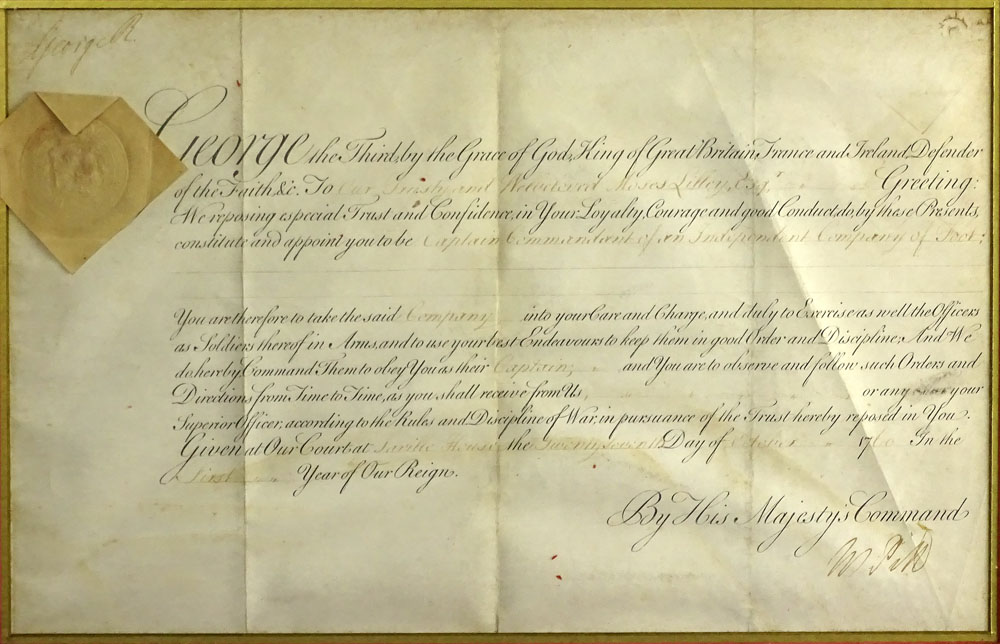 George R.
George the Third, by the Grace of God, King of Great Britain, France and Ireland, Defender
of the Faith, &c. To Our Trusty and Welbeloved Moses Lilley, Esqr. Greeting:
We reposing especial Trust and Confidence, in Your Loyalty, Courage and good Conduct, do, by these Presents,
constitute and appoint you to be Captain Commandant of an Independent Company of Foot;
You are therefore to take the said Company into your Care and Charge, and duly to Exercise as well the Officers
as Soldiers thereof in Arms, and to use your best Endeavours to keep them in good Order and Discipline; And We
do hereby Command Them to obey You as their Captain; and You are to observe and follow such Orders and
Directions from Time to Time, as you shall receive from Us, or any your
Superior Officer, according to the Rules and Discipline of War, in pursuance of the Trust hereby reposed in You.
Given at Our Court at Savile House the Twenty seventh Day of October 1760 In the
First Year of Our Reign.
By His Majesty's Command
W Pitt